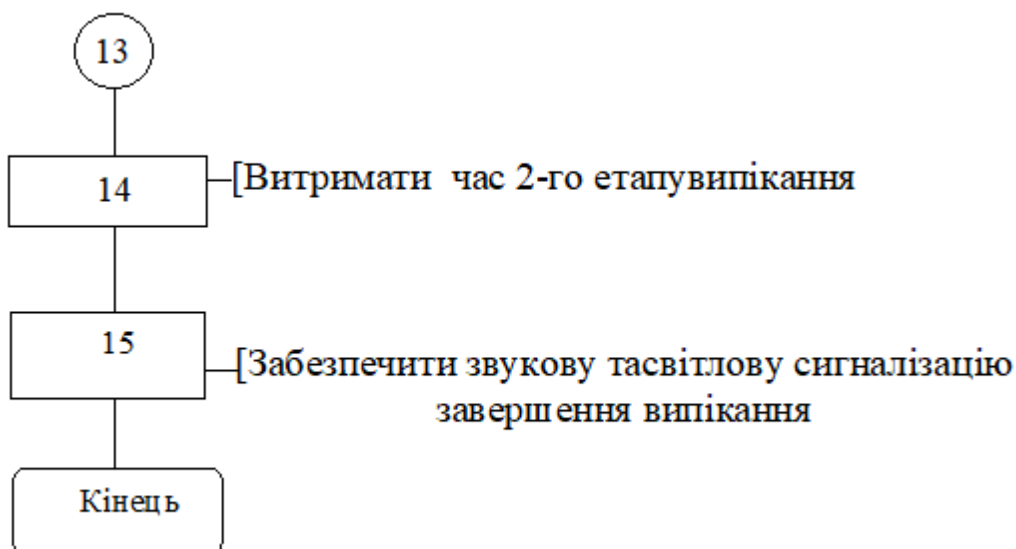 13
14
[Витримати час 2-го етапувипікання
15
[Забезпечити звукову тасвітлову сигналізацію
завершення випікання
Кінець